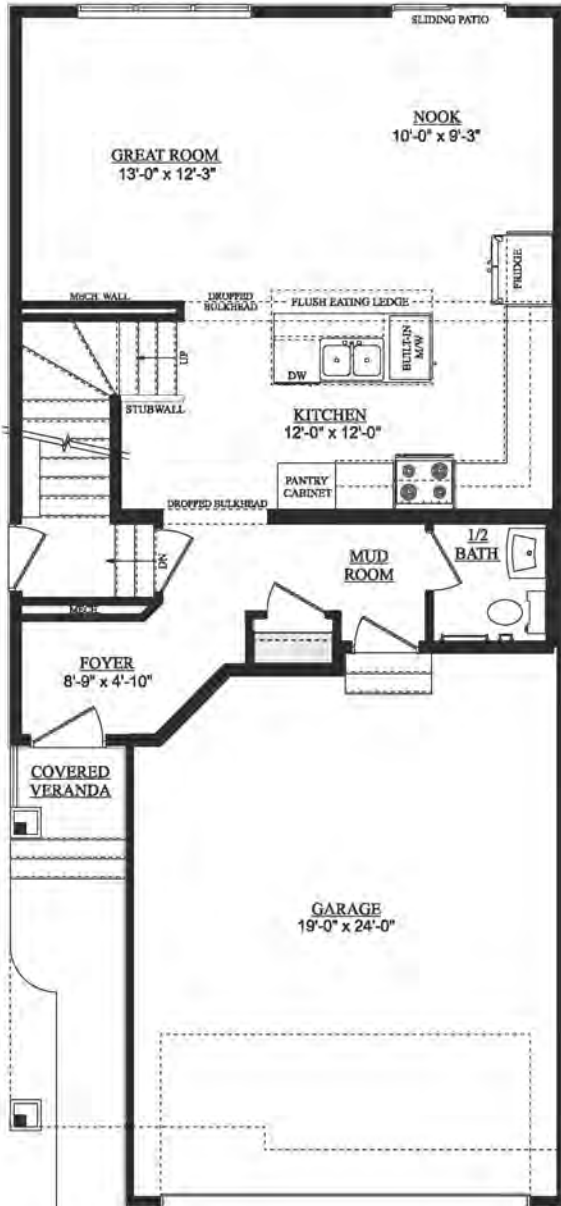 SLIDING PATIO
NOOK
10'-0" x 9'-3"
GREAT ROOM
13'-0" x 12'-3"
FRIDGE
MECH. WALL
DROPPED
BULKHEAD
FLUSH EATING LEDGE
UP
DW
BUILT-IN
M/W
STUBWALL
KITCHEN
12'-0" x 12'-0"
PANTRY
CABINET
DROPPED BULKHEAD
DN
MUD
ROOM
1/2
BATH
MECH
FOYER
8'-9" x 4'-10"
COVERED
VERANDA
GARAGE
19'-0" x 24'-0"